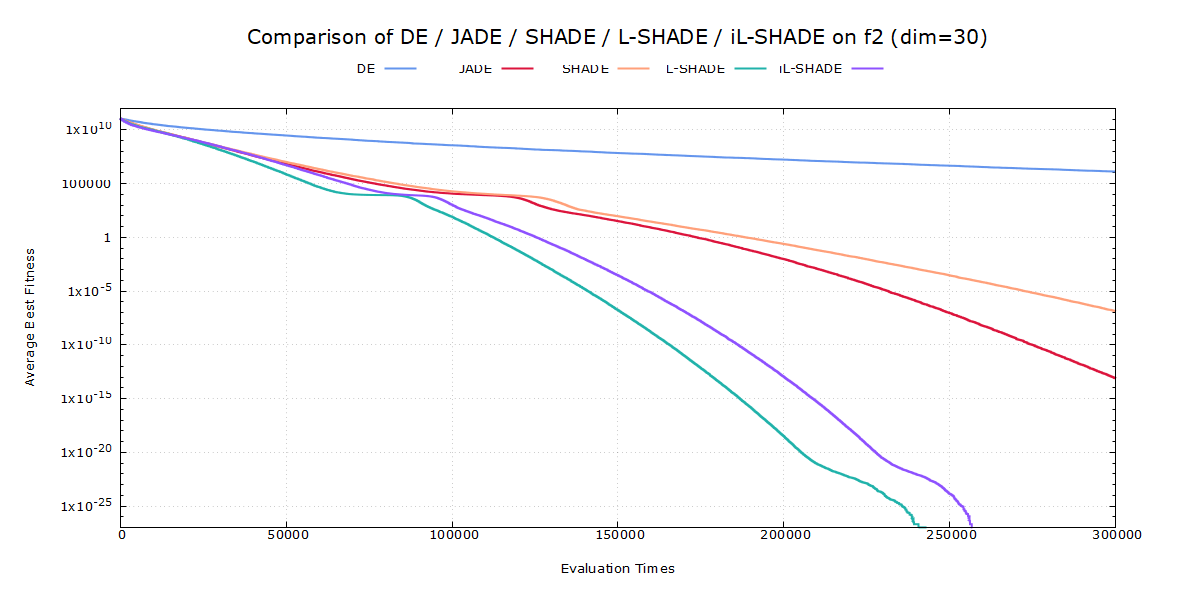 Comparison of DE / JADE / SHADE / L-SHADE / iL-SHADE on f2 (dim=30)
DE JADE SHADE L-SHADE iL-SHADE
1x10^10
100000
1
1x10^-5
1x10^-10
1x10^-15
1x10^-20
1x10^-25
Average Best Fitness
0 50000 100000 150000 200000 250000 300000
Evaluation Times